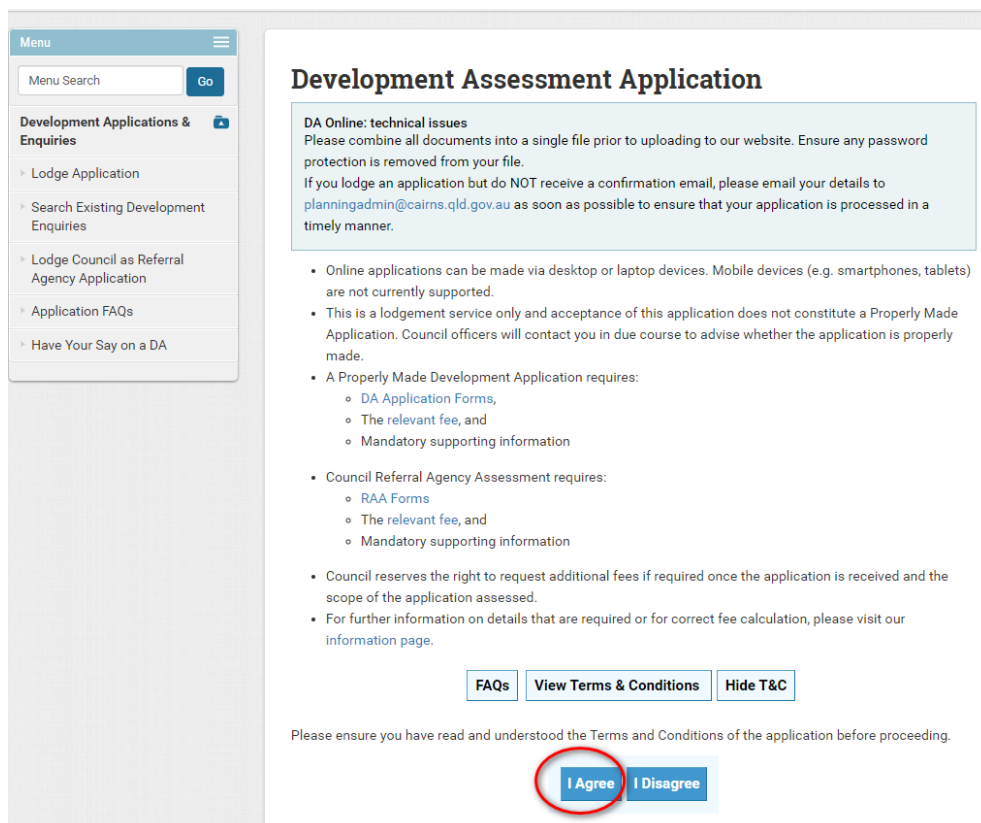 Menu
Menu Search
Go
Development Applications &
Enquiries
Lodge Application
Search Existing Development
Enquiries
Lodge Council as Referral
Agency Application
Application FAQs
Have Your Say on a DA
Development Assessment Application
DA Online: technical issues
Please combine all documents into a single file prior to uploading to our website. Ensure any password
protection is removed from your file.
If you lodge an application but do NOT receive a confirmation email, please email your details to
planningadmin@cairns.qld.gov.au as soon as possible to ensure that your application is processed in a
timely manner.
Online applications can be made via desktop or laptop devices. Mobile devices (e.g. smartphones, tablets)
are not currently supported.
This is a lodgement service only and acceptance of this application does not constitute a Properly Made
Application. Council officers will contact you in due course to advise whether the application is properly
made.
A Properly Made Development Application requires:
DA Application Forms,
The relevant fee, and
Mandatory supporting information
Council Referral Agency Assessment requires:
RAA Forms
The relevant fee, and
Mandatory supporting information
Council reserves the right to request additional fees if required once the application is received and the
scope of the application assessed.
For further information on details that are required or for correct fee calculation, please visit our
information page.
FAQs
View Terms & Conditions
Hide T&C
Please ensure you have read and understood the Terms and Conditions of the application before proceeding.
I Agree
I Disagree